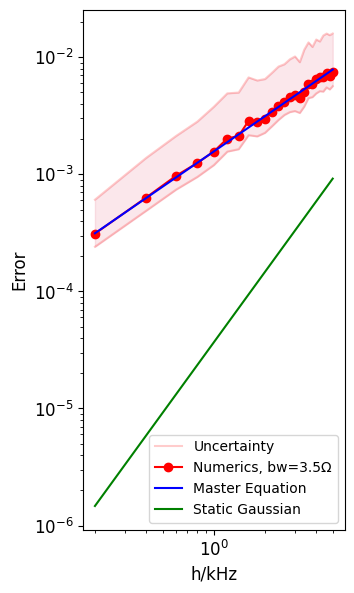 10⁻²
10⁻³
10⁻⁴
10⁻⁵
10⁻⁶
Error
Uncertainty
Numerics, bw=3.5Ω
Master Equation
Static Gaussian
10⁰
h/kHz